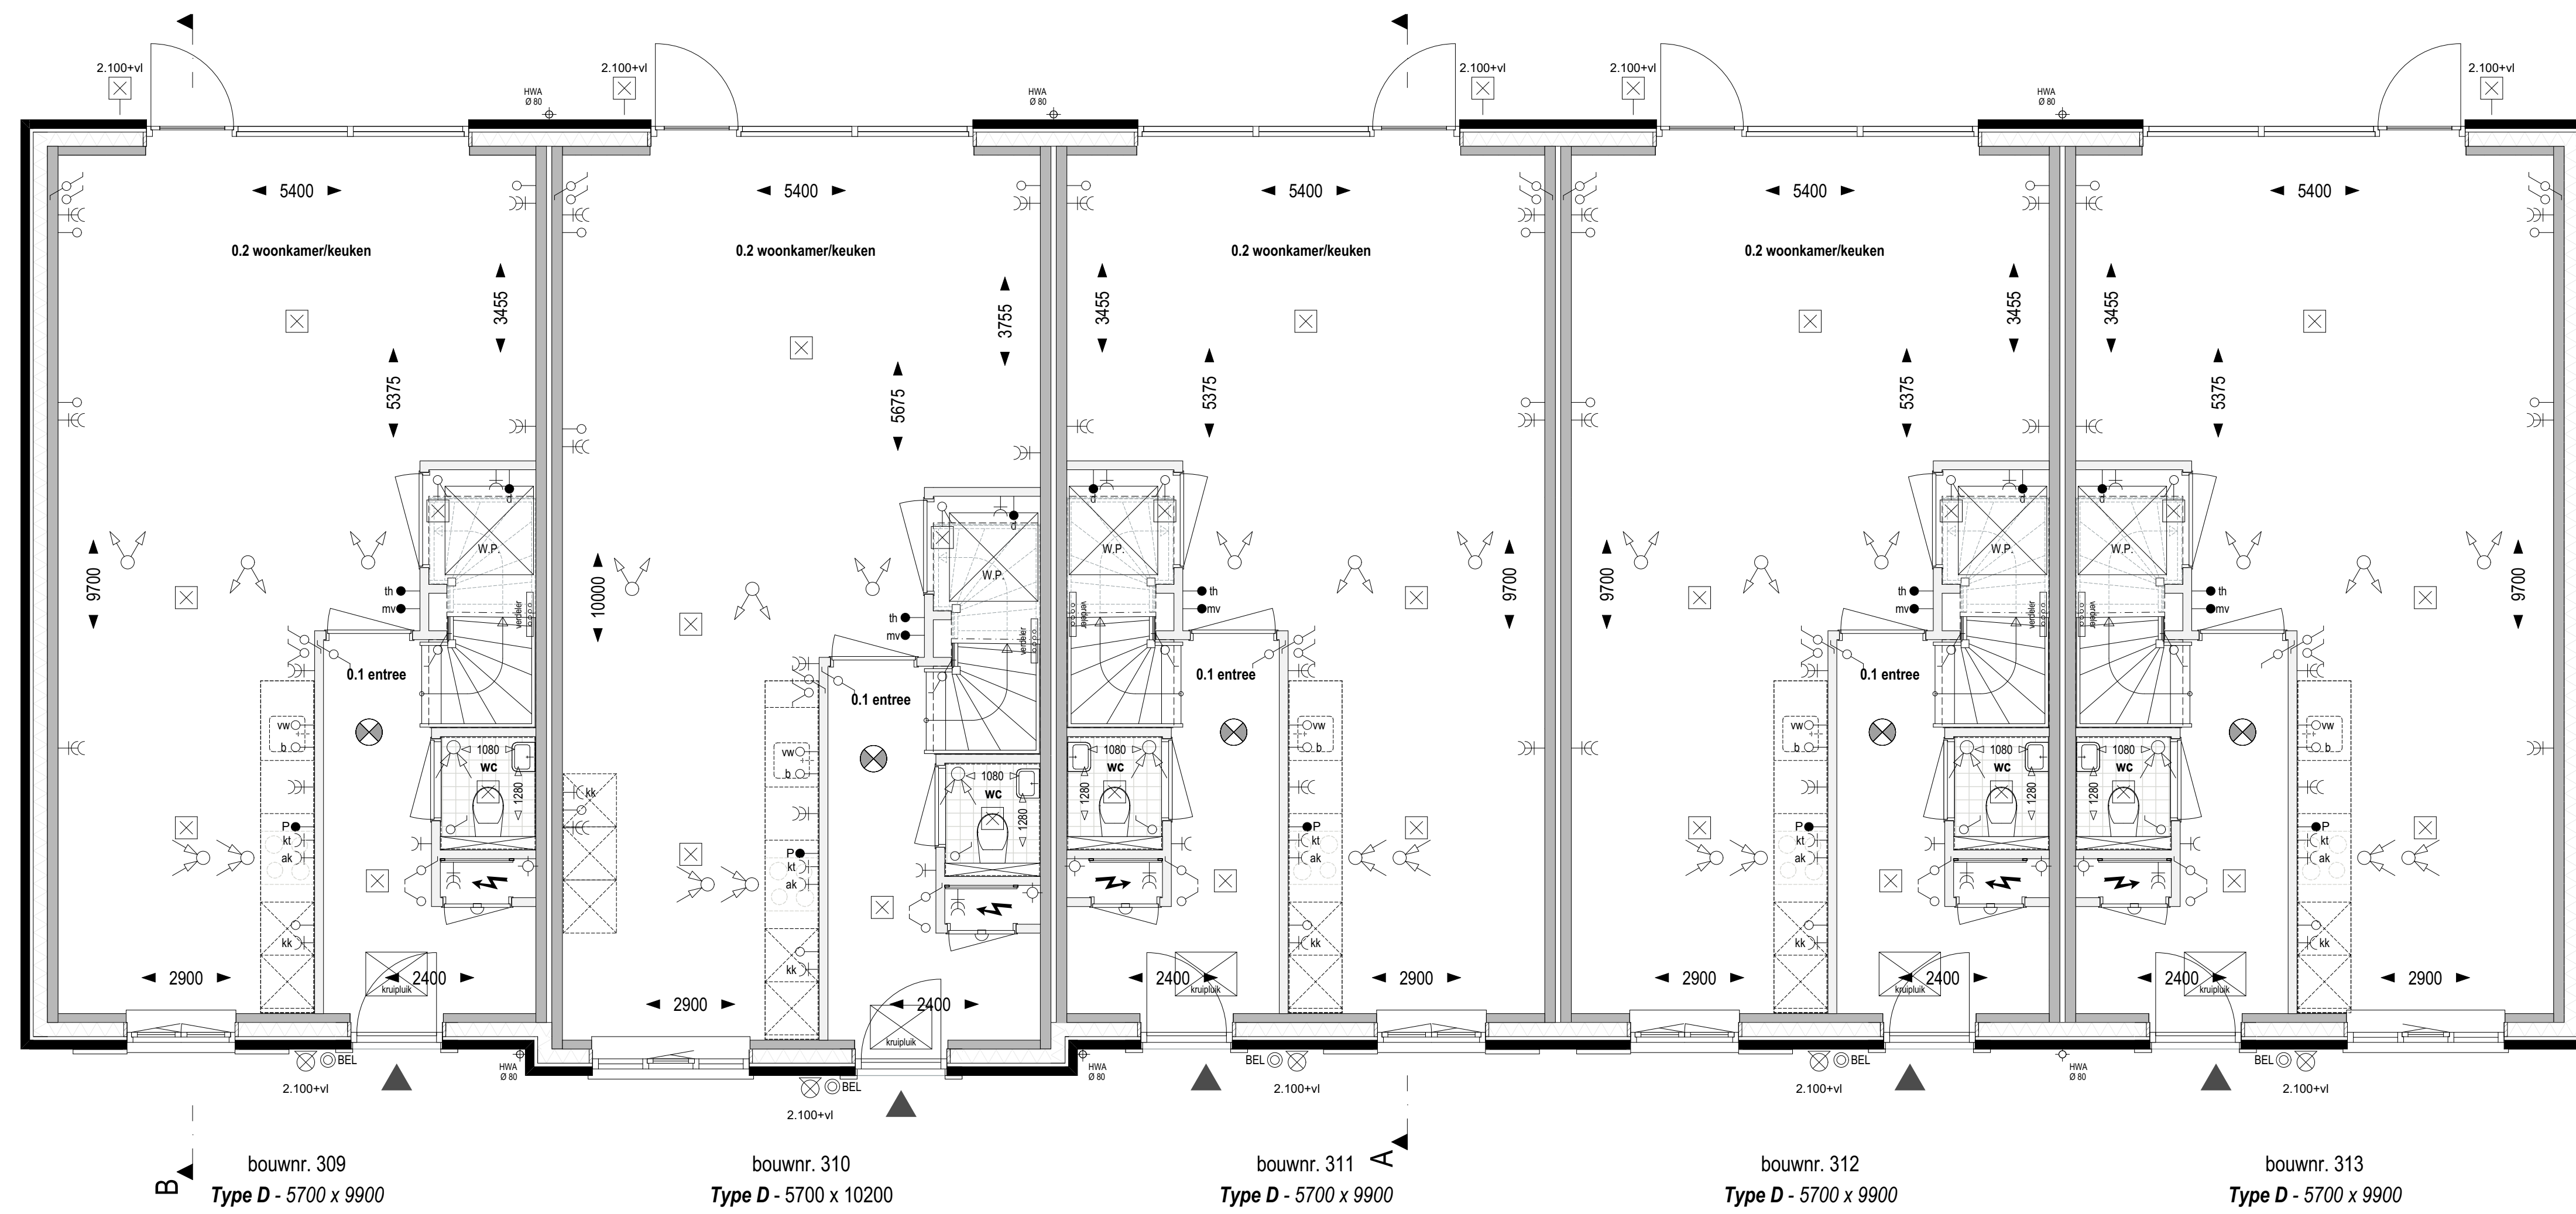 2.100+vl 2.100+vl 2.100+vl 2.100+vl 2.100+vl
HWA HWA HWA
Ø 80 Ø 80 Ø 80
5400 5400 5400 5400 5400
0.2 woonkamer/keuken 0.2 woonkamer/keuken 0.2 woonkamer/keuken 0.2 woonkamer/keuken
3455 3755 3455 3455 3455
5375 5675 5375 5375 5375
d d d d d
W.P. W.P. W.P. W.P. W.P.
9700 10000 9700 9700 9700
th th th th th
mv mv mv mv mv
verdeler verdeler verdeler verdeler verdeler
0.1 entree 0.1 entree 0.1 entree 0.1 entree
vw vw vw vw vw
b b b b b
1080 1080 1080 1080 1080
wc wc wc wc wc
1280 1280 1280 1280 1280
kk
P P P P P
kt kt kt kt kt
ak ak ak ak ak
kk kk kk kk kk
2900 2400 2900 2400 2400 2900 2900 2400 2400 2900
kruipluik kruipluik kruipluik kruipluik kruipluik
BEL BEL BEL BEL BEL
HWA HWA HWA
Ø 80 Ø 80 Ø 80
2.100+vl 2.100+vl 2.100+vl 2.100+vl 2.100+vl
B A
bouwnr. 309 bouwnr. 310 bouwnr. 311 bouwnr. 312 bouwnr. 313
Type D - 5700 x 9900 Type D - 5700 x 10200 Type D - 5700 x 9900 Type D - 5700 x 9900 Type D - 5700 x 9900